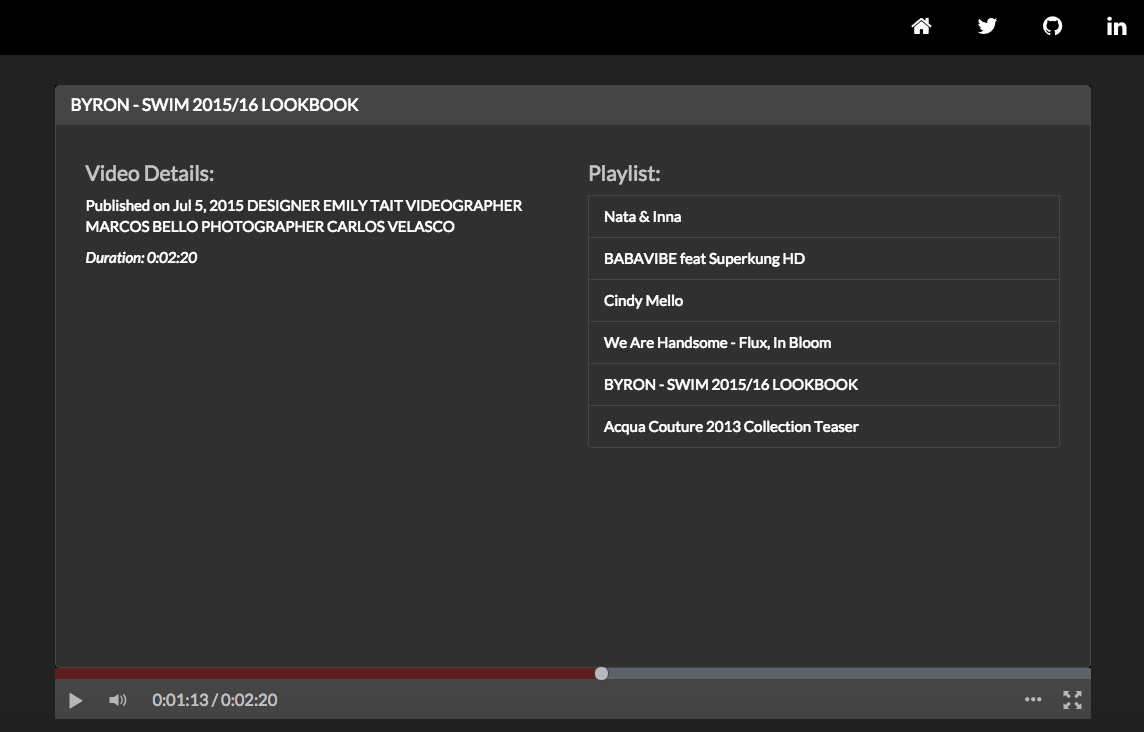 BYRON - SWIM 2015/16 LOOKBOOK
Video Details:
Published on Jul 5, 2015 DESIGNER EMILY TAIT VIDEOGRAPHER
MARCOS BELLO PHOTOGRAPHER CARLOS VELASCO
Duration: 0:02:20
Playlist:
Nata & Inna
BABAVIBE feat Superkung HD
Cindy Mello
We Are Handsome - Flux, In Bloom
BYRON - SWIM 2015/16 LOOKBOOK
Acqua Couture 2013 Collection Teaser
0:01:13 / 0:02:20